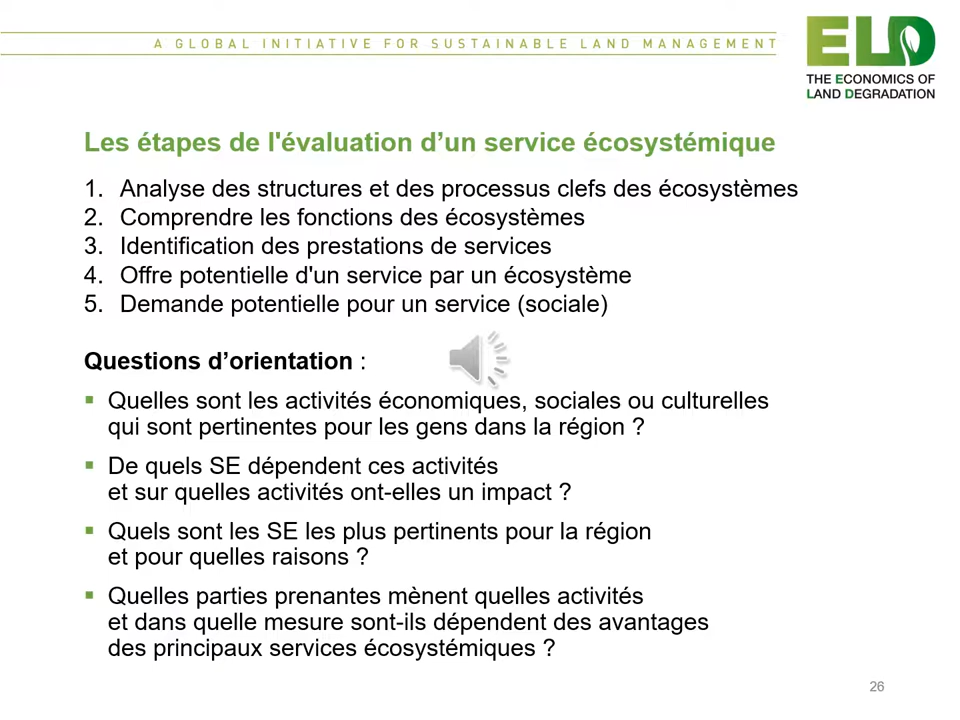 A GLOBAL INITIATIVE FOR SUSTAINABLE LAND MANAGEMENT
ELD
THE ECONOMICS OF
LAND DEGRADATION
Les étapes de l'évaluation d’un service écosystémique
1. Analyse des structures et des processus clefs des écosystèmes
2. Comprendre les fonctions des écosystèmes
3. Identification des prestations de services
4. Offre potentielle d'un service par un écosystème
5. Demande potentielle pour un service (sociale)
Questions d’orientation :
▪ Quelles sont les activités économiques, sociales ou culturelles
qui sont pertinentes pour les gens dans la région ?
▪ De quels SE dépendent ces activités
et sur quelles activités ont-elles un impact ?
▪ Quels sont les SE les plus pertinents pour la région
et pour quelles raisons ?
▪ Quelles parties prenantes mènent quelles activités
et dans quelle mesure sont-ils dépendent des avantages
des principaux services écosystémiques ?
26